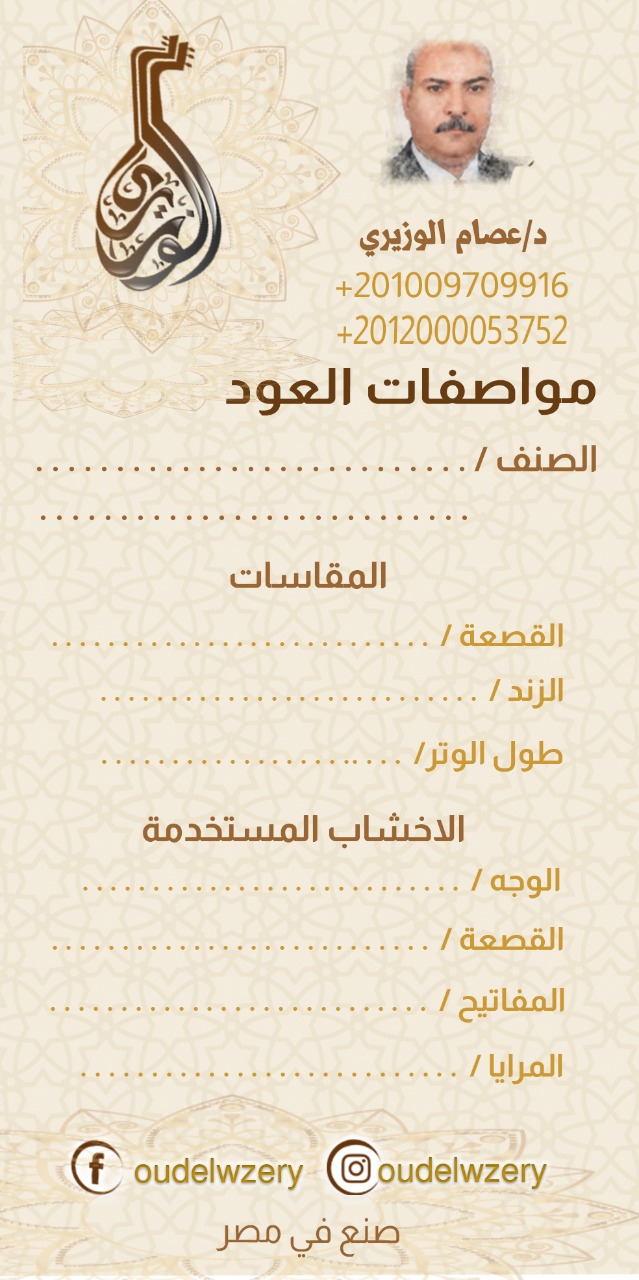 الوزيري
د/عصام الوزيري
+201009709916
+2012000053752
مواصفات العود
الصنف / . . . . . . . . . . . . . . . . . . . . . . . . . . .
. . . . . . . . . . . . . . . . . . . . . . . . . . .
المقاسات
القصعة / . . . . . . . . . . . . . . . . . . . . . . . . . . .
الزند / . . . . . . . . . . . . . . . . . . . . . . . . . . .
طول الوتر/ . . . . .. . . . . . . . . . . . . . . . .
الاخشاب المستخدمة
الوجه / . . . . . . . . . . . . . . . . . . . . . . . . . . .
القصعة / . . . . . . . . . . . . . . . . . . . . . . . . . . .
المفاتيح / . . . . . . . . . . . . . . . . . . . . . . . . . . .
المرايا / . . . . . . . . . . . . . . . . . . . . . . . . . . .
oudelwzery oudelwzery
صنع في مصر